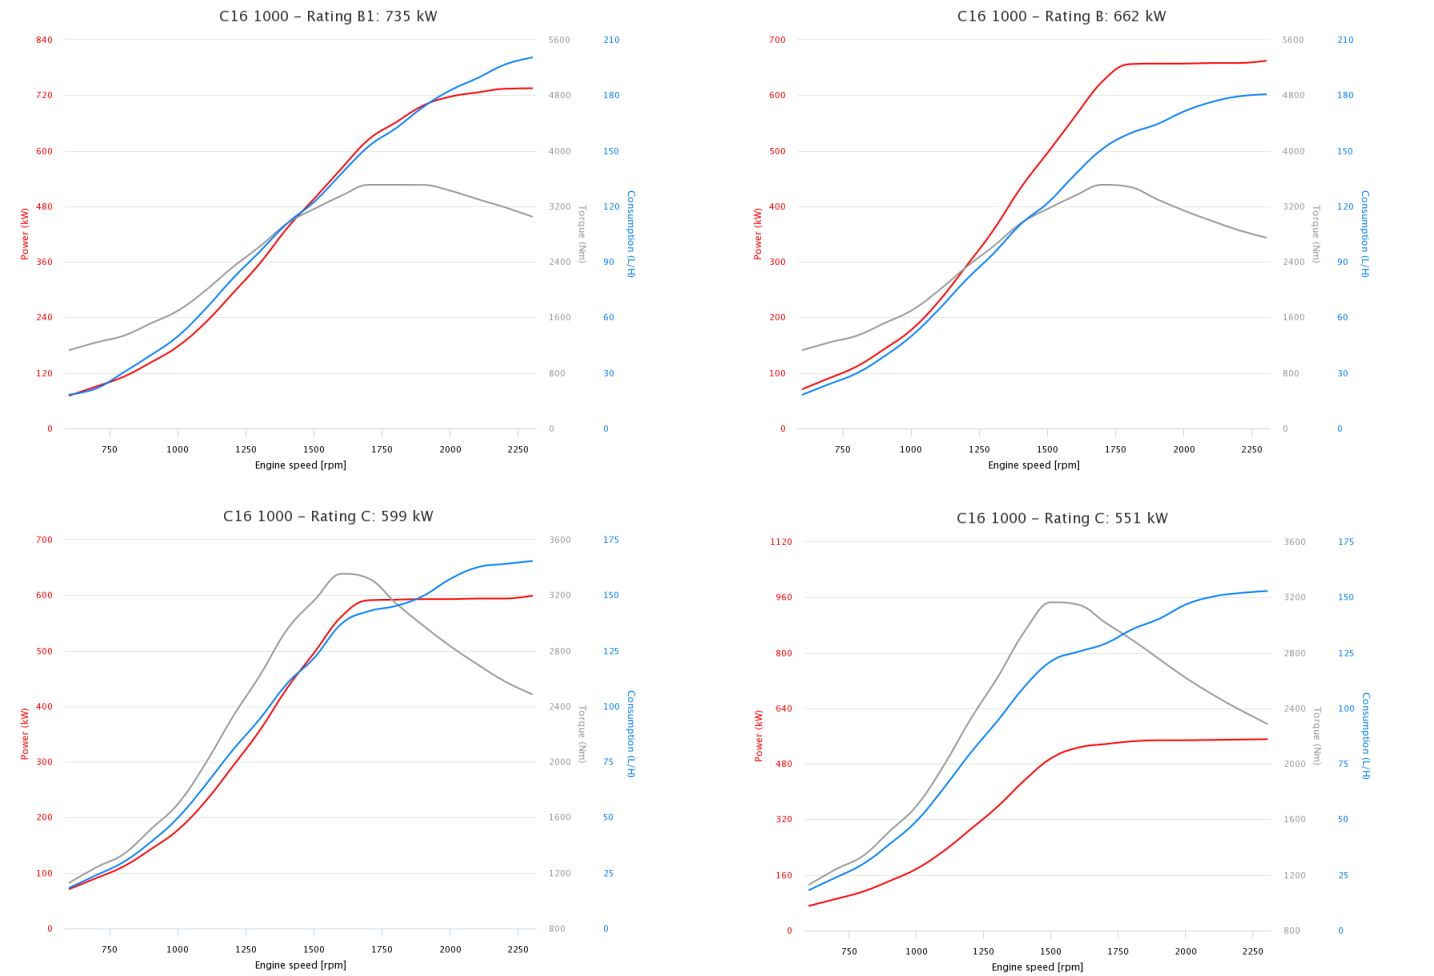 C16 1000 – Rating B1: 735 kW
840 5600 210
720 4800 180
600 4000 150
480 3200 120
360 2400 90
240 1600 60
120 800 30
0 0 0
Power (kW)
Torque (Nm)
Consumption (L/H)
750 1000 1250 1500 1750 2000 2250
Engine speed [rpm]
C16 1000 – Rating B: 662 kW
700 5600 210
600 4800 180
500 4000 150
400 3200 120
300 2400 90
200 1600 60
100 800 30
0 0 0
Power (kW)
Torque (Nm)
Consumption (L/H)
750 1000 1250 1500 1750 2000 2250
Engine speed [rpm]
C16 1000 – Rating C: 599 kW
700 3600 175
600 3200 150
500 2800 125
400 2400 100
300 2000 75
200 1600 50
100 1200 25
0 800 0
Power (kW)
Torque (Nm)
Consumption (L/H)
750 1000 1250 1500 1750 2000 2250
Engine speed [rpm]
C16 1000 – Rating C: 551 kW
1120 3600 175
960 3200 150
800 2800 125
640 2400 100
480 2000 75
320 1600 50
160 1200 25
0 800 0
Power (kW)
Torque (Nm)
Consumption (L/H)
750 1000 1250 1500 1750 2000 2250
Engine speed [rpm]